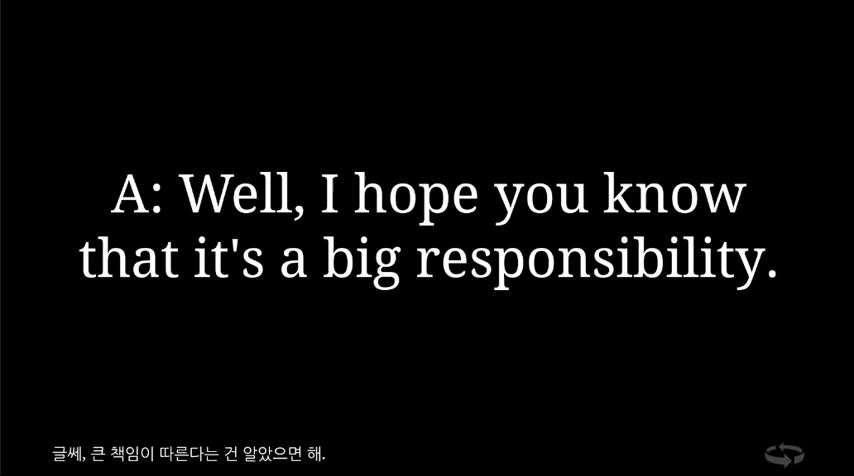 A: Well, I hope you know
that it's a big responsibility.
글쎄, 큰 책임이 따른다는 건 알았으면 해.